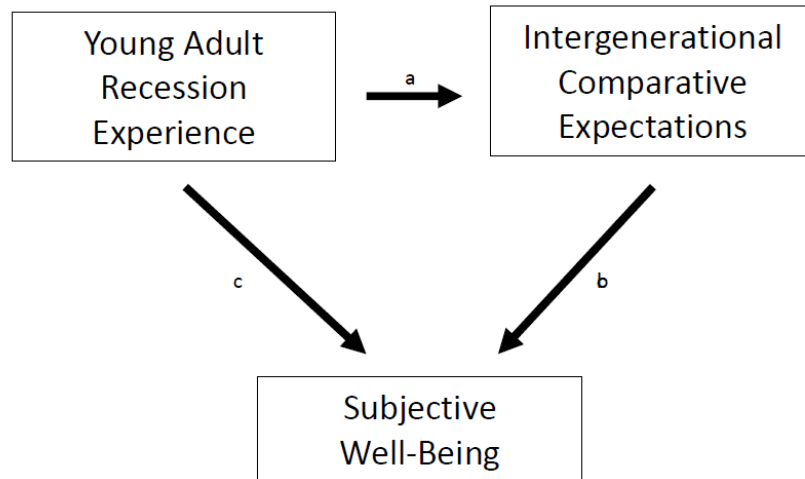 Young Adult
Recession
Experience
a
Intergenerational
Comparative
Expectations
c
b
Subjective
Well-Being